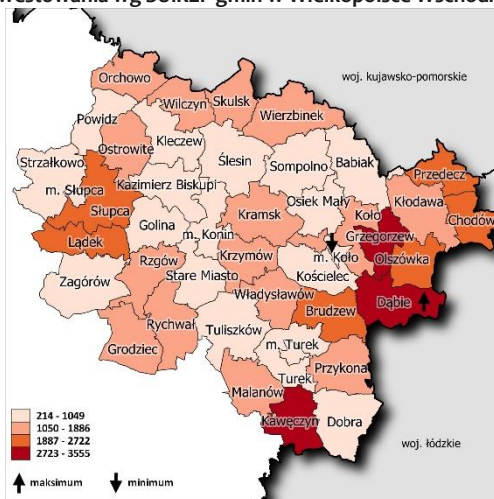 Orchowo
woj. kujawsko-pomorskie
Wilczyn
Skulsk
Wierzbinek
Powidz
Ostrowite
Kleczew
Ślesin
Sompolno
Babiak
Strzałkowo
Przedecz
m. Słupca
Kazimierz Biskupi
Osiek Mały
Kłodawa
Słupca
Kramsk
Koło
Chodów
Golina
m. Konin
Grzegorzew
Lądek
Krzymów
m. Koło
Olszówka
Rzgów
Stare Miasto
Kościelec
Zagórów
Władysławów
Dąbie
Brudzew
Rychwał
Tuliszków
m. Turek
Grodziec
Przykona
Turek
Malanów
Kawęczyn
Dobra
woj. łódzkie
214 - 1049
1050 - 1886
1887 - 2722
2723 - 3555
maksimum
minimum